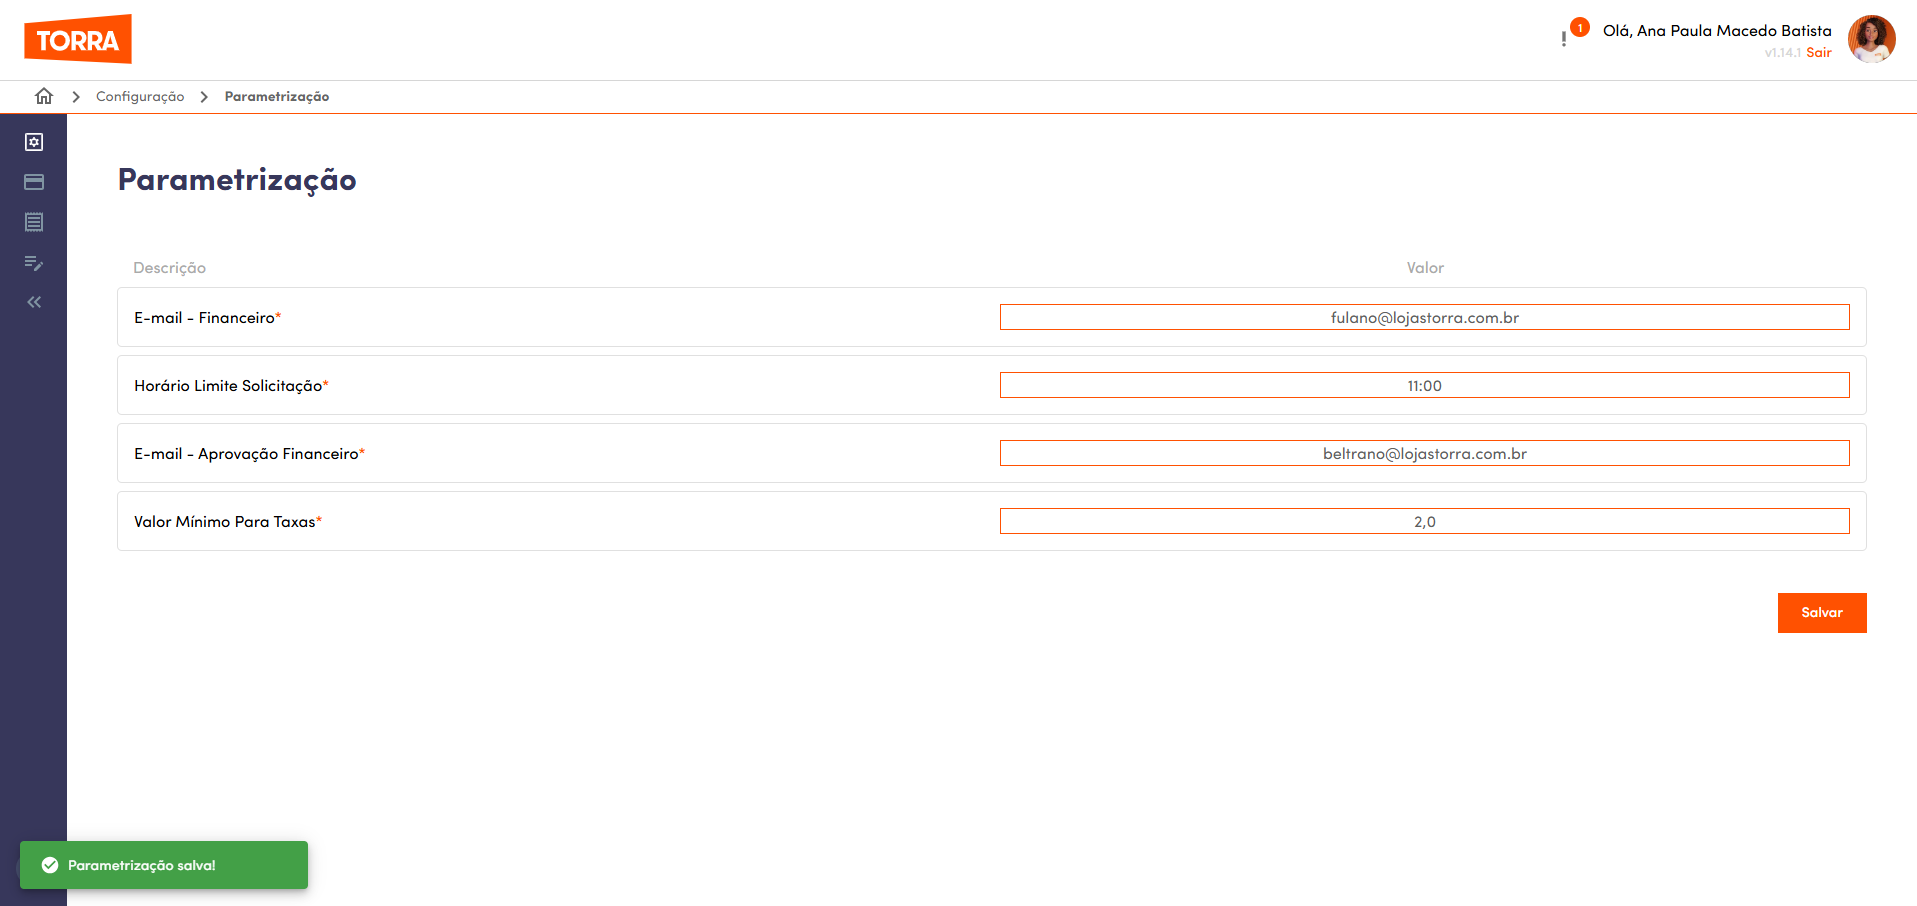 TORRA
1
Olá, Ana Paula Macedo Batista
v1.14.1 Sair
Configuração
Parametrização
Parametrização
Descrição
Valor
E-mail - Financeiro*
fulano@lojastorra.com.br
Horário Limite Solicitação*
11:00
E-mail - Aprovação Financeiro*
beltrano@lojastorra.com.br
Valor Mínimo Para Taxas*
2,0
Salvar
Parametrização salva!